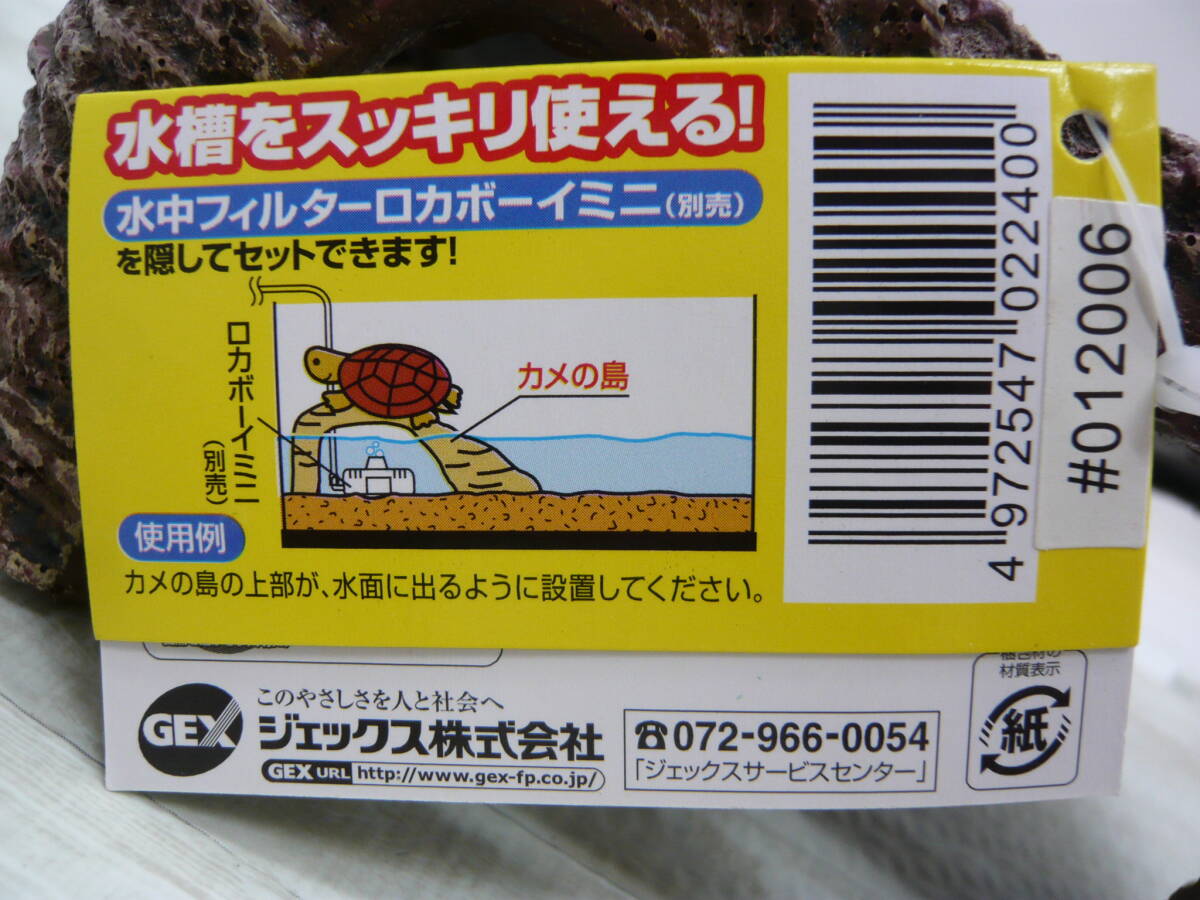 水槽をスッキリ使える!
水中フィルターロカボーイミニ(別売)
を隠してセットできます!
ロカボーイミニ
(別売)
カメの島
使用例
カメの島の上部が、水面に出るように設置してください。
4972547022400
#012006
GEX
このやさしさを人と社会へ
ジェックス株式会社
GEX URL http://www.gex-fp.co.jp/
☎072-966-0054
「ジェックスサービスセンター」
梱包材の
材質表示
紙